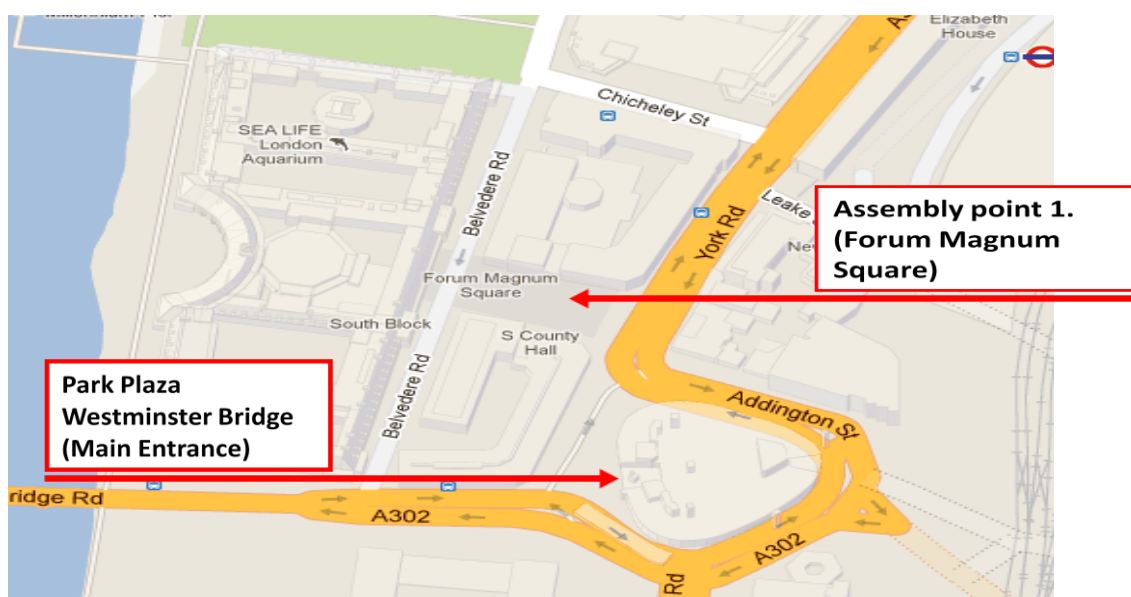 Elizabeth
House
Chicheley St
SEA LIFE
London
Aquarium
Belvedere Rd
Leake
Assembly point 1.
(Forum Magnum
Square)
York Rd
Forum Magnum
Square
South Block
S County
Hall
Park Plaza
Westminster Bridge
(Main Entrance)
Belvedere Rd
Addington St
ridge Rd
A302
A302
Rd